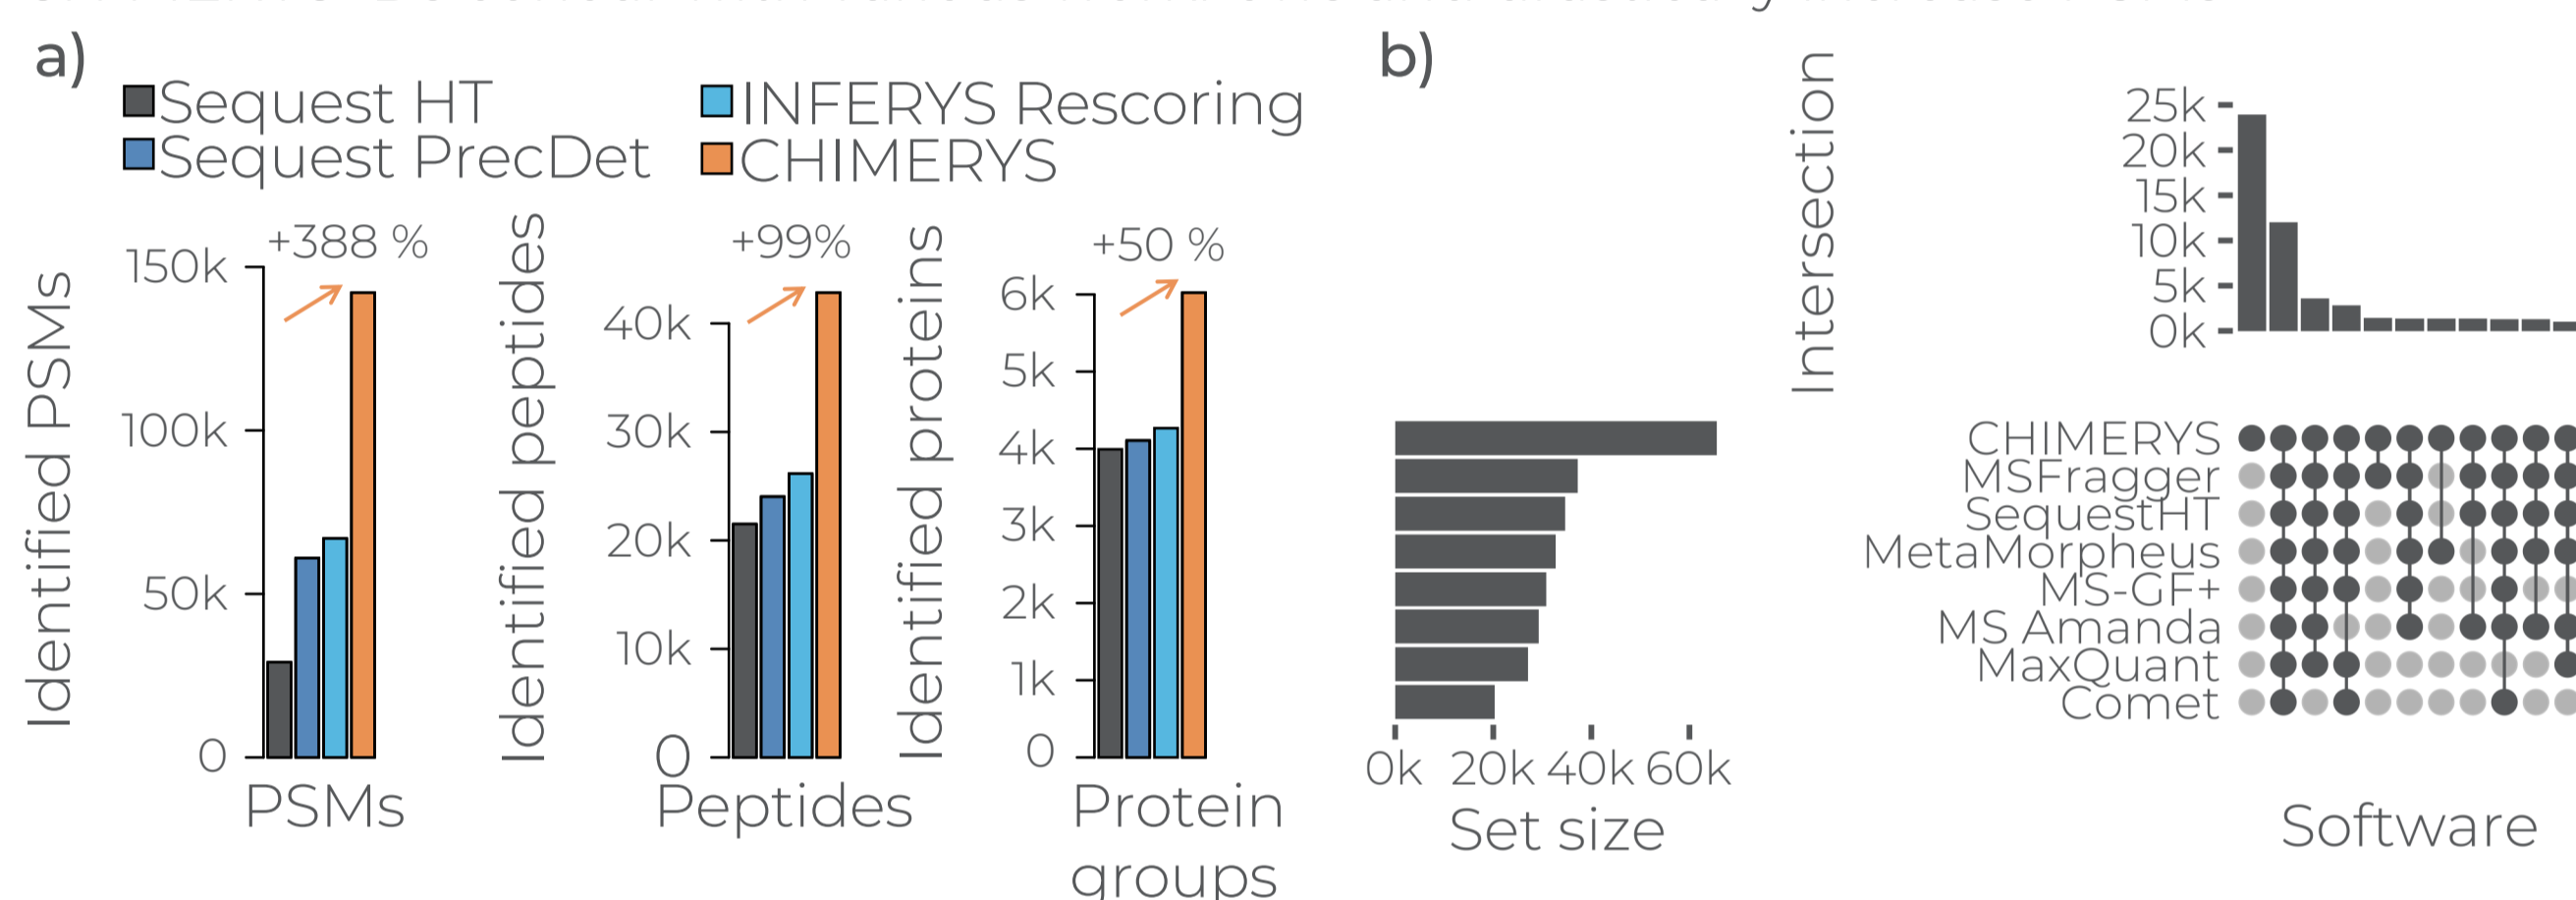 a)
Sequest HT
INFERYS Rescoring
Sequest PrecDet
CHIMERYS
Identified PSMs
+388 %
150k
100k
50k
0
PSMs
Identified peptides
+99%
40k
30k
20k
10k
0
Peptides
Identified proteins
+50 %
6k
5k
4k
3k
2k
1k
0
Protein
groups
b)
Intersection
25k
20k
15k
10k
5k
0k
CHIMERYS
MSFragger
SequestHT
MetaMorpheus
MS-GF+
MS Amanda
MaxQuant
Comet
0k 20k 40k 60k
Set size
Software